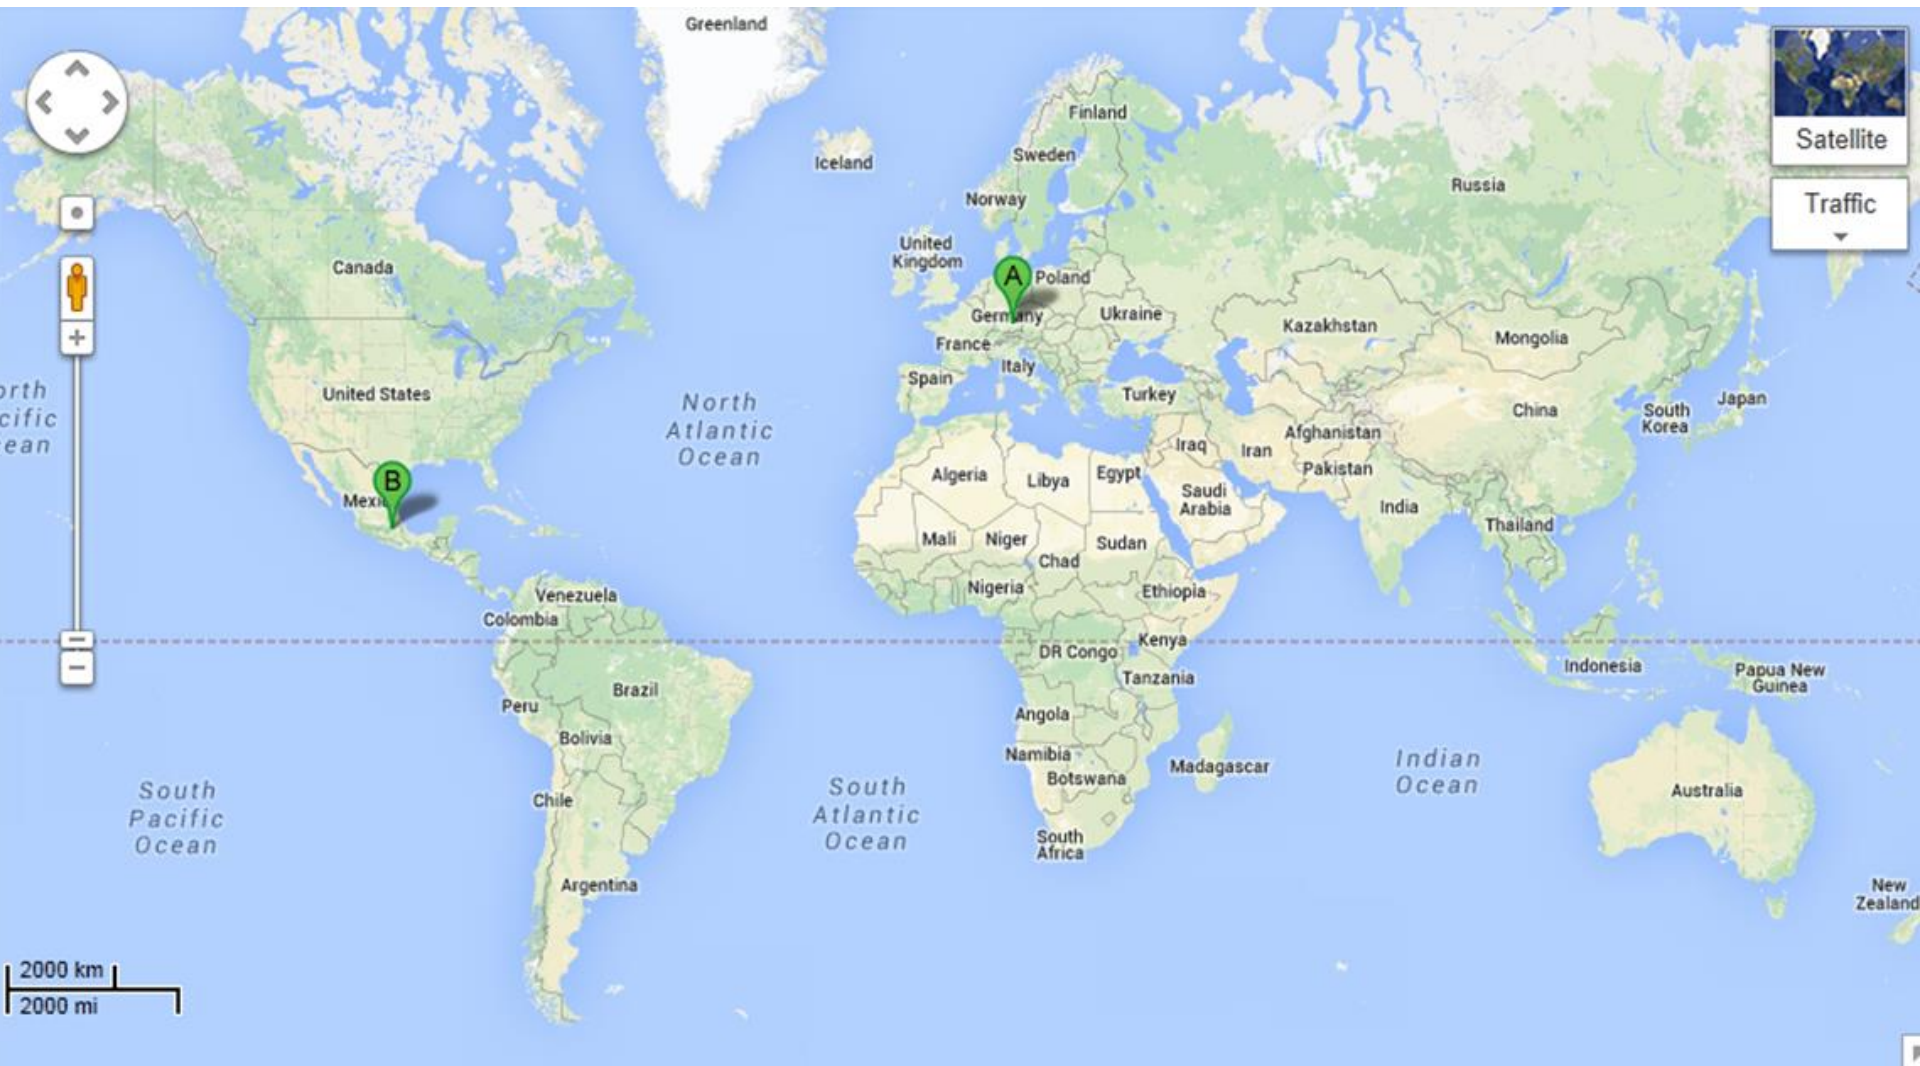 Greenland
Finland
Iceland
Sweden
Satellite
Russia
Norway
Traffic
United
Kingdom
Canada
A
Poland
Germany
Ukraine
Kazakhstan
Mongolia
France
Italy
Spain
United States
Turkey
Japan
orth
cific
ean
North
Atlantic
Ocean
China
South
Korea
Afghanistan
Iraq
Iran
Pakistan
B
Mexi
Algeria
Libya
Egypt
Saudi
Arabia
India
Thailand
Mali
Niger
Sudan
Chad
Nigeria
Ethiopia
Venezuela
Colombia
Kenya
DR Congo
Indonesia
Papua New
Guinea
Tanzania
Brazil
Peru
Angola
Bolivia
Namibia
Madagascar
Botswana
Indian
Ocean
South
Pacific
Ocean
Chile
South
Atlantic
Ocean
Australia
South
Africa
Argentina
New
Zealand
2000 km
2000 mi